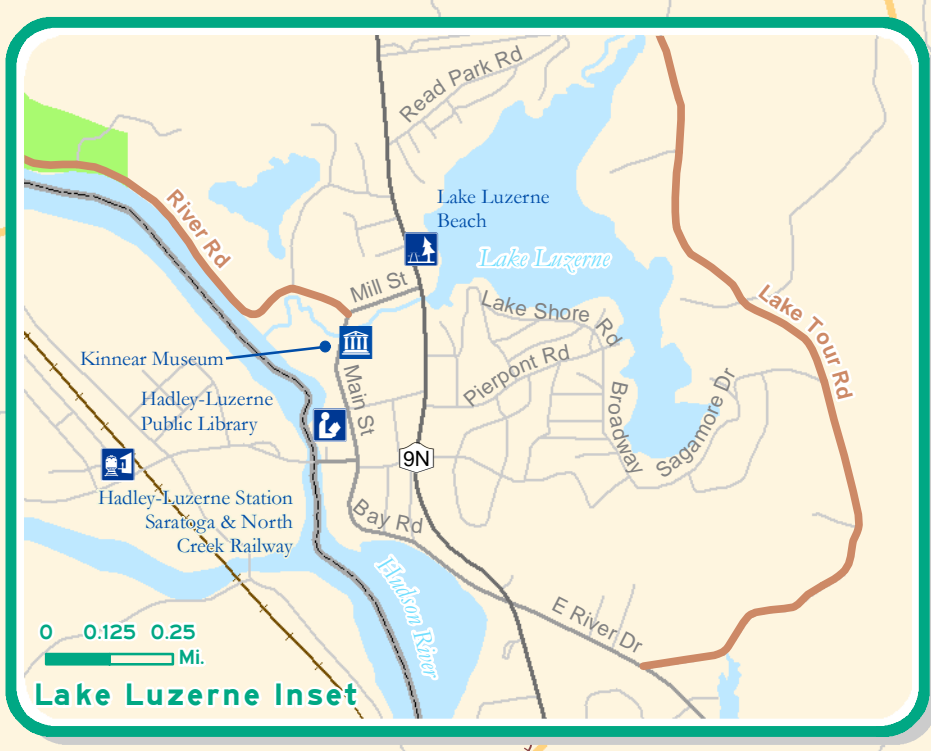 Read Park Rd
River Rd
Lake Luzerne
Beach
Lake Luzerne
Mill St
Lake Shore Rd
Lake Tour Rd
Kinnear Museum
Pierpont Rd
Main St
Hadley-Luzerne
Public Library
Broadway
Sagamore Dr
9N
Hadley-Luzerne Station
Saratoga & North
Creek Railway
Bay Rd
Hudson River
E River Dr
0 0.125 0.25
Mi.
Lake Luzerne Inset